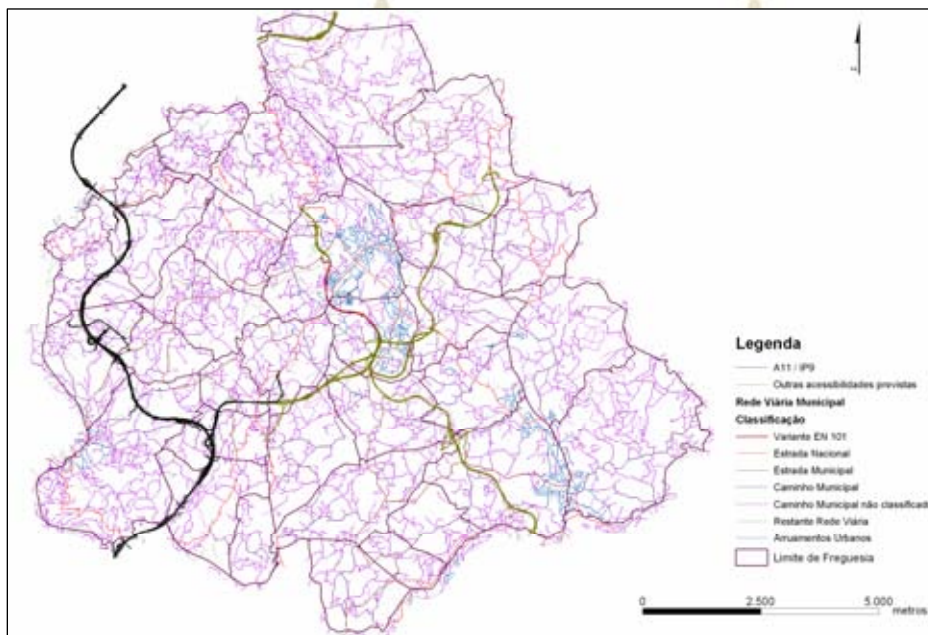 Legenda
A11 / IP9
Outras acessibilidades previstas
Rede Viária Municipal
Classificação
Variante EN 101
Estrada Nacional
Estrada Municipal
Caminho Municipal
Caminho Municipal não classificad
Restante Rede Viária
Arruamentos Urbanos
Limite de Freguesia
0 2.500 5.000
metros